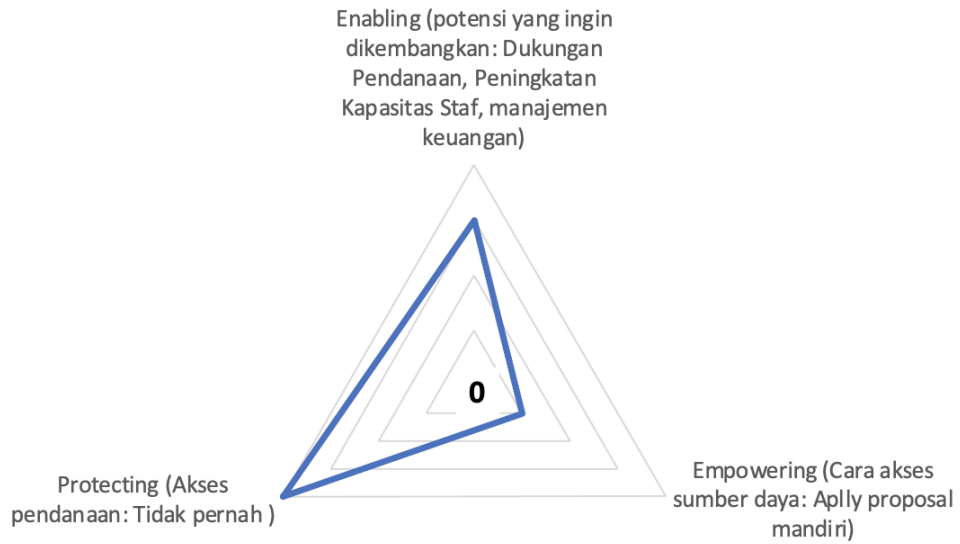 Enabling (potensi yang ingin
dikembangkan: Dukungan
Pendanaan, Peningkatan
Kapasitas Staf, manajemen
keuangan)
0
Protecting (Akses
pendanaan: Tidak pernah )
Empowering (Cara akses
sumber daya: Aplly proposal
mandiri)